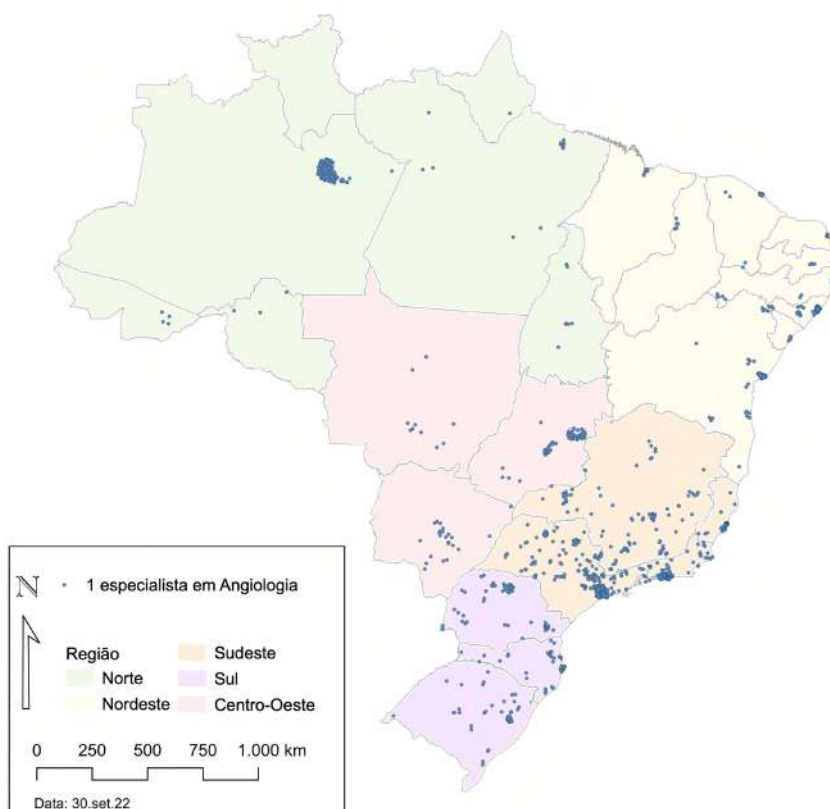 N
1 especialista em Angiologia
Região
Norte
Nordeste
Sudeste
Sul
Centro-Oeste
0 250 500 750 1.000 km
Data: 30.set.22